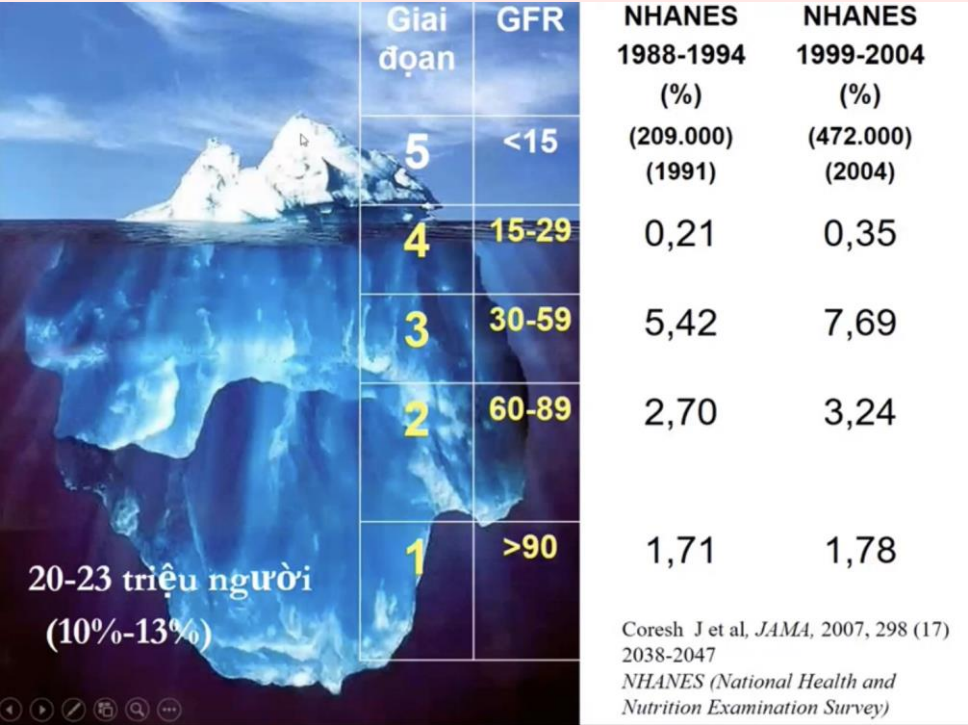 Giai đọan GFR
5 <15
4 15-29
3 30-59
2 60-89
1 >90
20-23 triệu người
(10%-13%)
NHANES NHANES
1988-1994 1999-2004
(%) (%)
(209.000) (472.000)
(1991) (2004)
0,21 0,35
5,42 7,69
2,70 3,24
1,71 1,78
Coresh J et al, JAMA, 2007, 298 (17)
2038-2047
NHANES (National Health and
Nutrition Examination Survey)